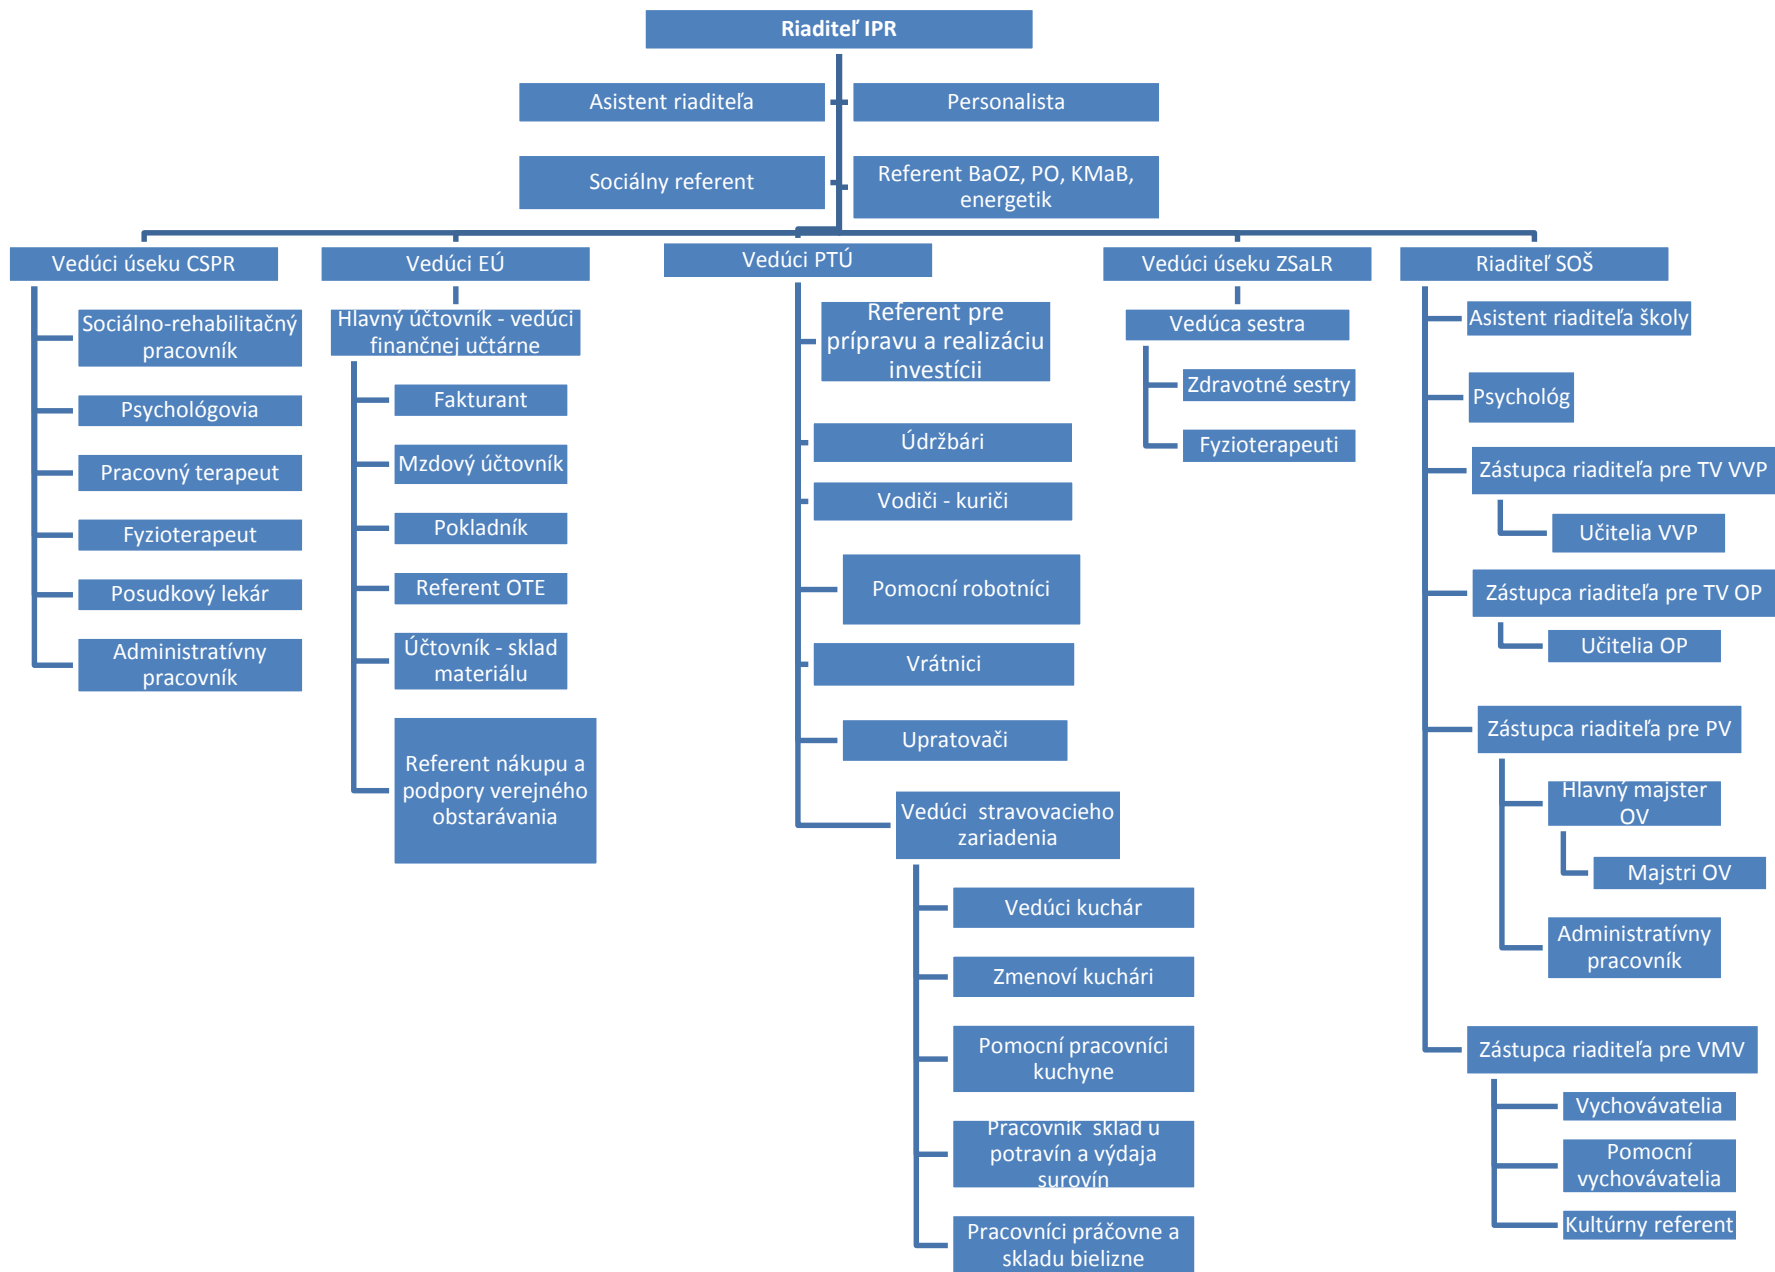 Riaditeľ IPR
Asistent riaditeľa
Personalista
Sociálny referent
Referent BaOZ, PO, KMaB,
energetik
Vedúci úseku CSPR
Sociálno-rehabilitačný
pracovník
Psychológovia
Pracovný terapeut
Fyzioterapeut
Posudkový lekár
Administratívny
pracovník
Vedúci EÚ
Hlavný účtovník - vedúci
finančnej učtárne
Fakturant
Mzdový účtovník
Pokladník
Referent OTE
Účtovník - sklad
materiálu
Referent nákupu a
podpory verejného
obstarávania
Vedúci PTÚ
Referent pre
prípravu a realizáciu
investícii
Údržbári
Vodiči - kuriči
Pomocní robotníci
Vrátnici
Upratovači
Vedúci stravovacieho
zariadenia
Vedúci kuchár
Zmenoví kuchári
Pomocní pracovníci
kuchyne
Pracovník sklad u
potravín a výdaja
surovín
Pracovníci práčovne a
skladu bielizne
Vedúci úseku ZSaLR
Vedúca sestra
Zdravotné sestry
Fyzioterapeuti
Riaditeľ SOŠ
Asistent riaditeľa školy
Psychológ
Zástupca riaditeľa pre TV VVP
Učitelia VVP
Zástupca riaditeľa pre TV OP
Učitelia OP
Zástupca riaditeľa pre PV
Hlavný majster
OV
Majstri OV
Administratívny
pracovník
Zástupca riaditeľa pre VMV
Vychovávatelia
Pomocní
vychovávatelia
Kultúrny referent